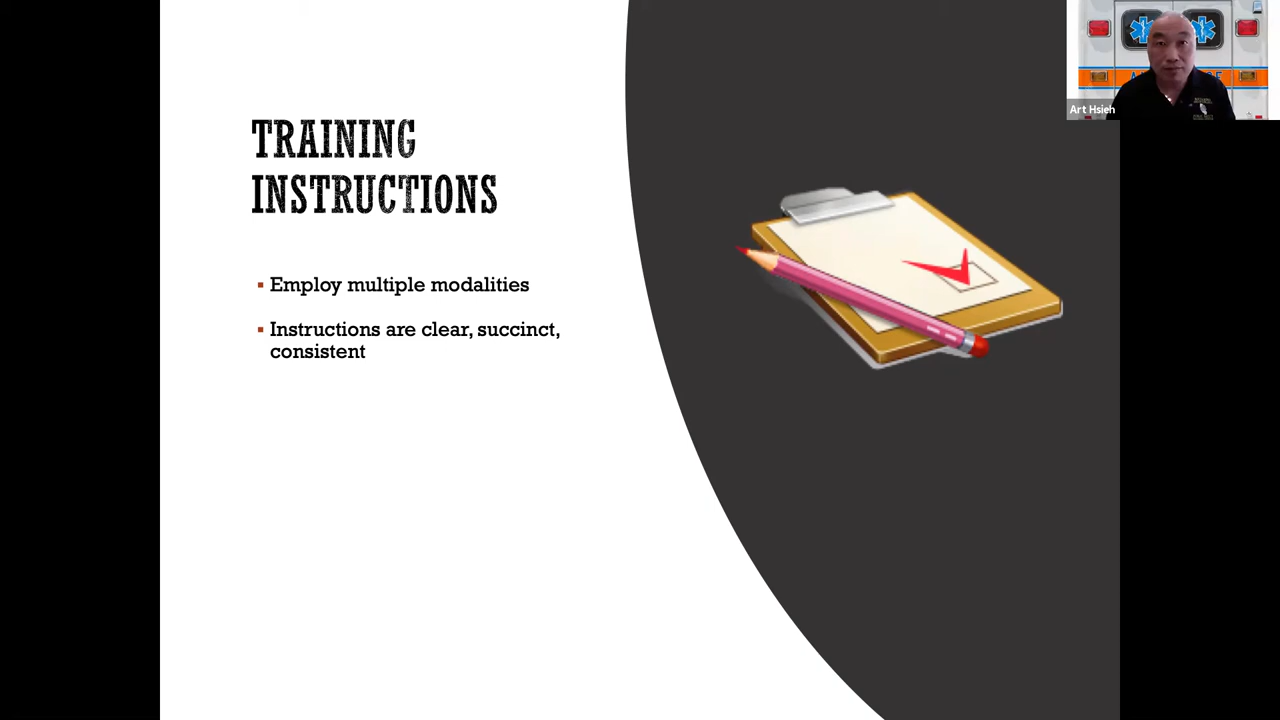 TRAINING
INSTRUCTIONS
Employ multiple modalities
Instructions are clear, succinct,
consistent
Art Hsieh